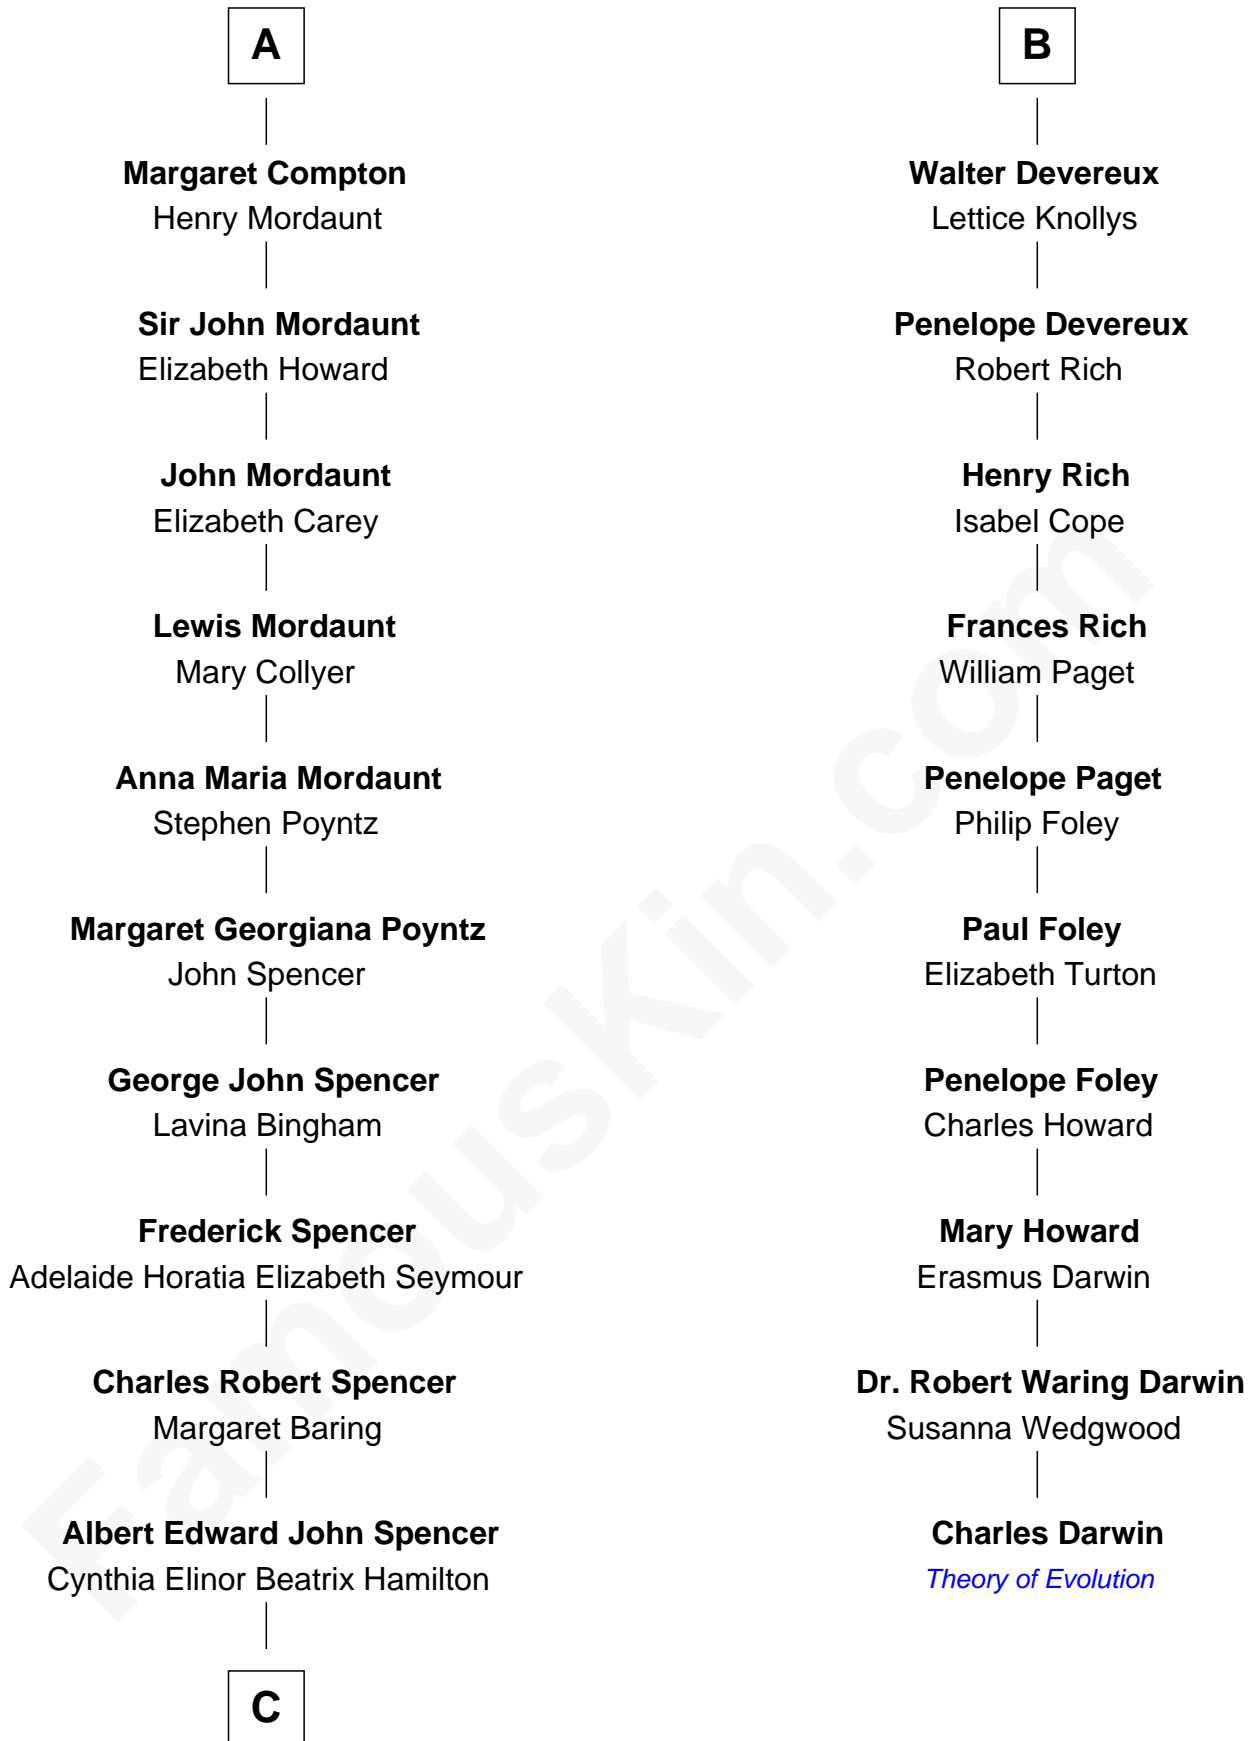 A
Margaret Compton
Henry Mordaunt
Sir John Mordaunt
Elizabeth Howard
John Mordaunt
Elizabeth Carey
Lewis Mordaunt
Mary Collyer
Anna Maria Mordaunt
Stephen Poyntz
Margaret Georgiana Poyntz
John Spencer
George John Spencer
Lavina Bingham
Frederick Spencer
Adelaide Horatia Elizabeth Seymour
Charles Robert Spencer
Margaret Baring
Albert Edward John Spencer
Cynthia Elinor Beatrix Hamilton
C
B
Walter Devereux
Lettice Knollys
Penelope Devereux
Robert Rich
Henry Rich
Isabel Cope
Frances Rich
William Paget
Penelope Paget
Philip Foley
Paul Foley
Elizabeth Turton
Penelope Foley
Charles Howard
Mary Howard
Erasmus Darwin
Dr. Robert Waring Darwin
Susanna Wedgwood
Charles Darwin
Theory of Evolution
FamousKin.com